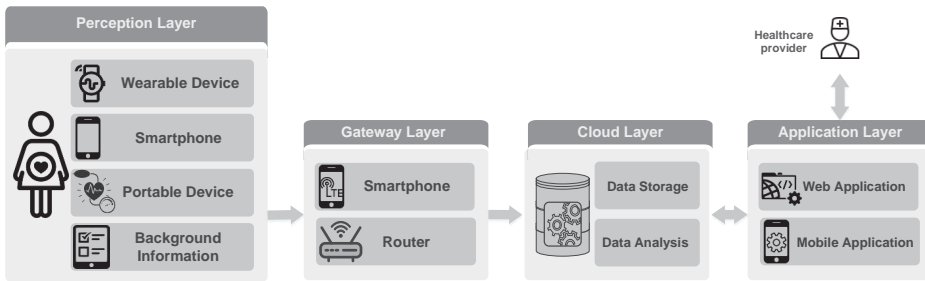 Perception Layer
Wearable Device
Smartphone
Portable Device
Background
Information
Gateway Layer
LTE
Smartphone
Router
Cloud Layer
Data Storage
Data Analysis
Healthcare
provider
Application Layer
Web Application
Mobile Application